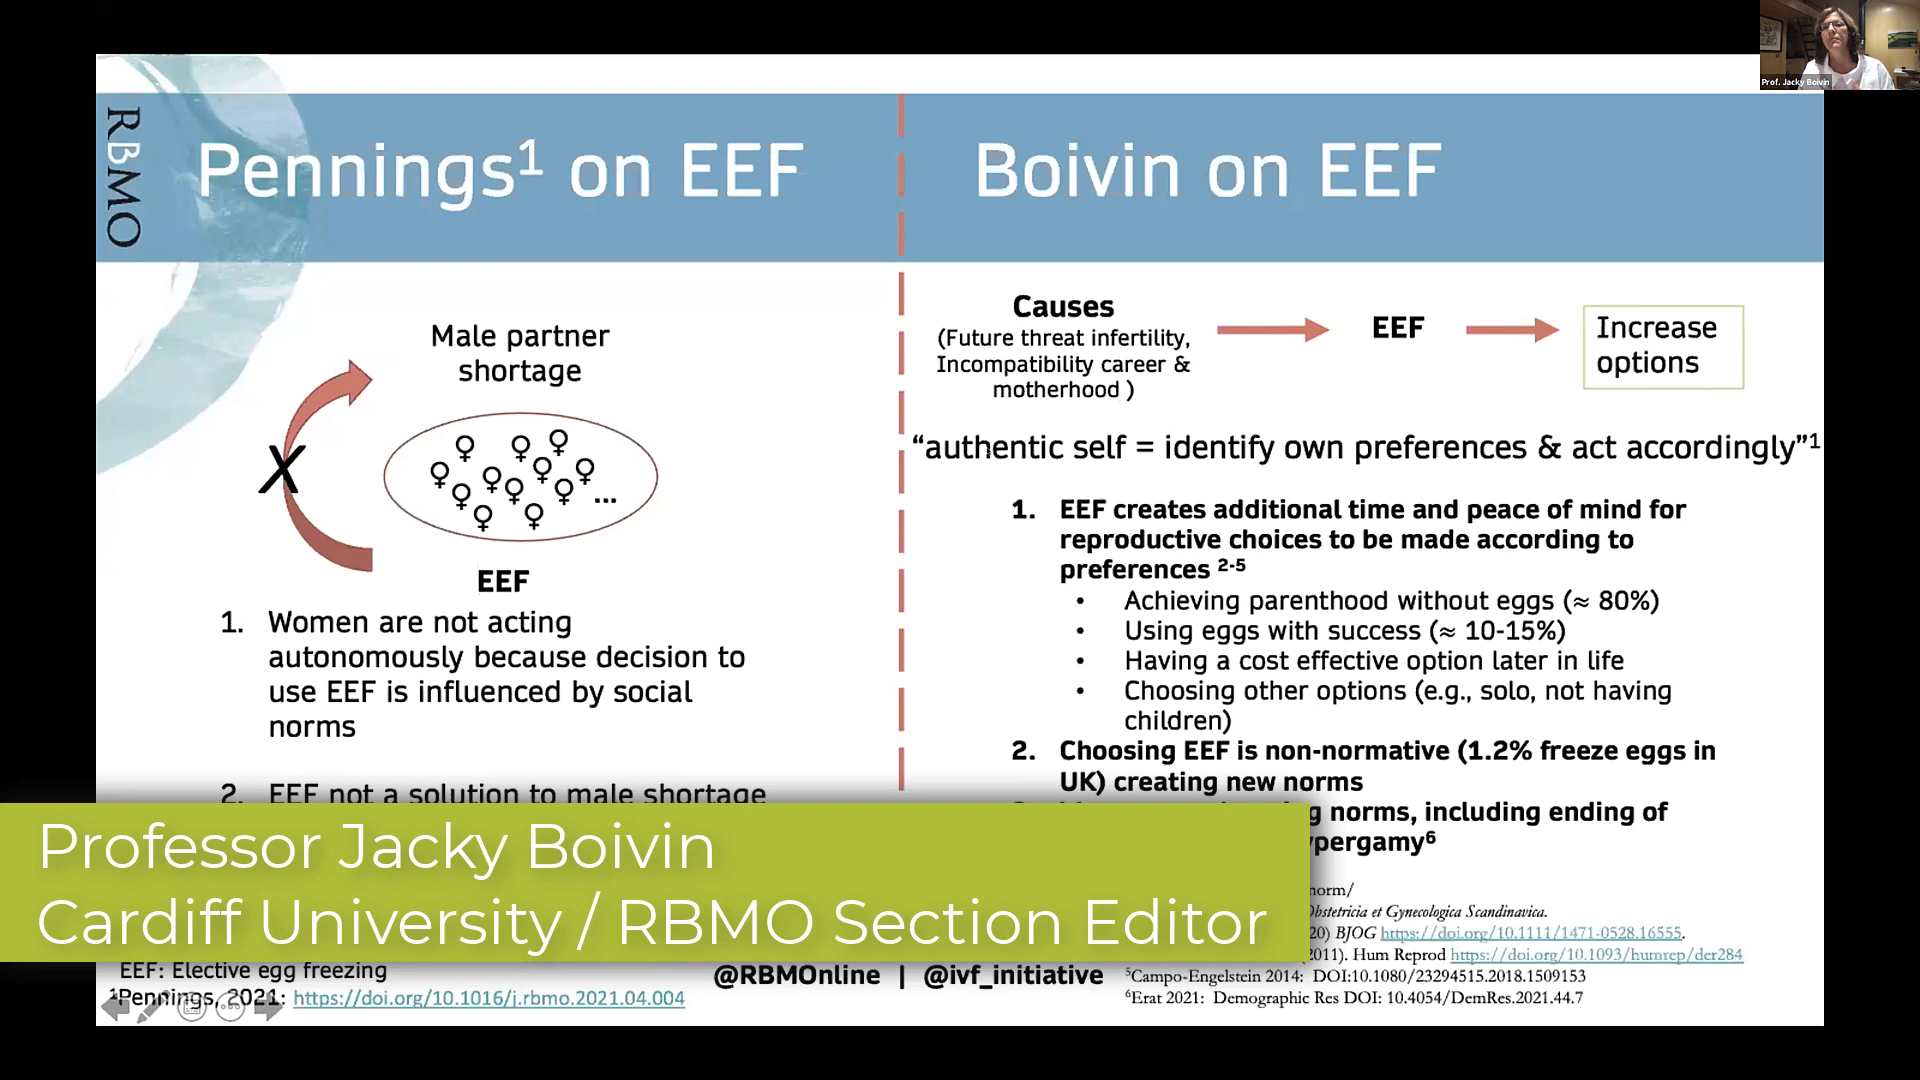 Prof. Jacky Boivin
RBMO
Pennings¹ on EEF
Boivin on EEF
Male partner
shortage
X
...
EEF
1. Women are not acting
autonomously because decision to
use EEF is influenced by social
norms
2. EEF not a solution to male shortage
Causes
(Future threat infertility,
Incompatibility career &
motherhood )
EEF
Increase
options
“authentic self = identify own preferences & act accordingly”¹
1. EEF creates additional time and peace of mind for
reproductive choices to be made according to
preferences ²⁻⁵
• Achieving parenthood without eggs (≈ 80%)
• Using eggs with success (≈ 10-15%)
• Having a cost effective option later in life
• Choosing other options (e.g., solo, not having
children)
2. Choosing EEF is non-normative (1.2% freeze eggs in
UK) creating new norms
norms, including ending of
ypergamy⁶
Professor Jacky Boivin
Cardiff University / RBMO Section Editor
norm/
Obstetricia et Gynecologica Scandinavica.
20) BJOG https://doi.org/10.1111/1471-0528.16555.
2011). Hum Reprod https://doi.org/10.1093/humrep/der284
⁵Campo-Engelstein 2014: DOI:10.1080/23294515.2018.1509153
⁶Erat 2021: Demographic Res DOI: 10.4054/DemRes.2021.44.7
EEF: Elective egg freezing
¹Pennings, 2021: https://doi.org/10.1016/j.rbmo.2021.04.004
@RBMOnline | @ivf_initiative